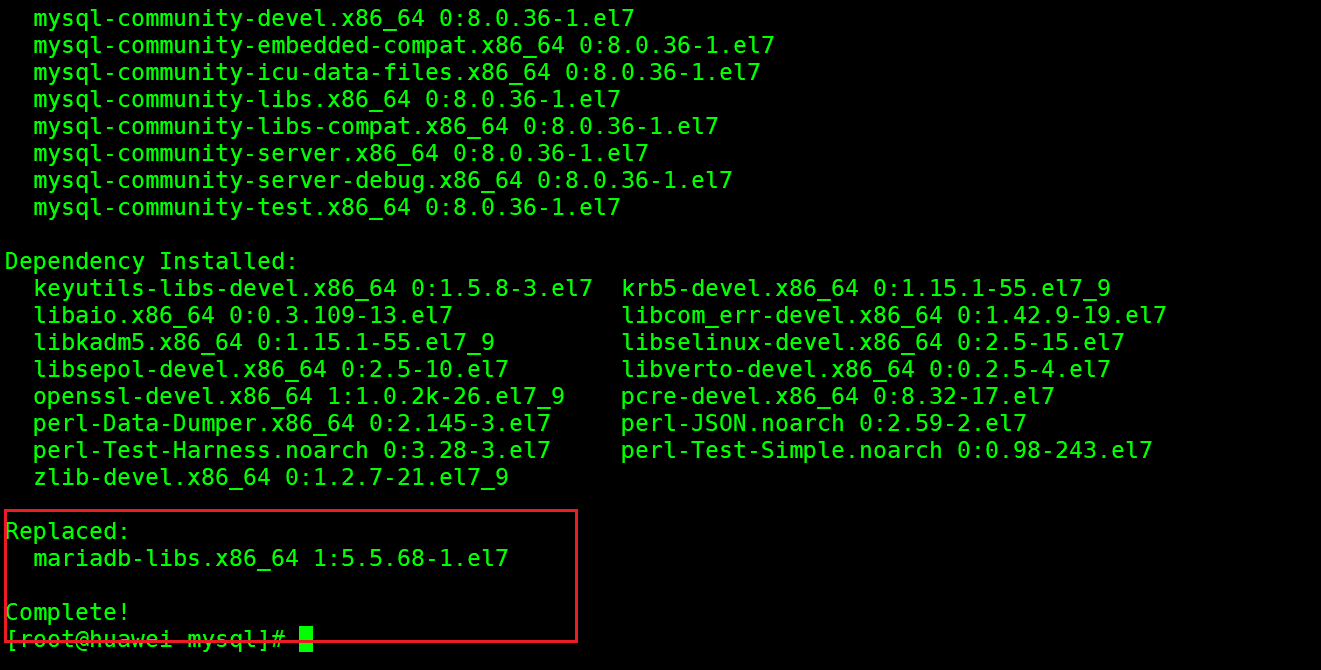 mysql-community-devel.x86_64 0:8.0.36-1.el7
mysql-community-embedded-compat.x86_64 0:8.0.36-1.el7
mysql-community-icu-data-files.x86_64 0:8.0.36-1.el7
mysql-community-libs.x86_64 0:8.0.36-1.el7
mysql-community-libs-compat.x86_64 0:8.0.36-1.el7
mysql-community-server.x86_64 0:8.0.36-1.el7
mysql-community-server-debug.x86_64 0:8.0.36-1.el7
mysql-community-test.x86_64 0:8.0.36-1.el7
Dependency Installed:
keyutils-libs-devel.x86_64 0:1.5.8-3.el7 krb5-devel.x86_64 0:1.15.1-55.el7_9
libaio.x86_64 0:0.3.109-13.el7 libcom_err-devel.x86_64 0:1.42.9-19.el7
libkadm5.x86_64 0:1.15.1-55.el7_9 libselinux-devel.x86_64 0:2.5-15.el7
libsepol-devel.x86_64 0:2.5-10.el7 libverto-devel.x86_64 0:0.2.5-4.el7
openssl-devel.x86_64 1:1.0.2k-26.el7_9 pcre-devel.x86_64 0:8.32-17.el7
perl-Data-Dumper.x86_64 0:2.145-3.el7 perl-JSON.noarch 0:2.59-2.el7
perl-Test-Harness.noarch 0:3.28-3.el7 perl-Test-Simple.noarch 0:0.98-243.el7
zlib-devel.x86_64 0:1.2.7-21.el7_9
Replaced:
mariadb-libs.x86_64 1:5.5.68-1.el7
Complete!
[root@huawei mysql]#